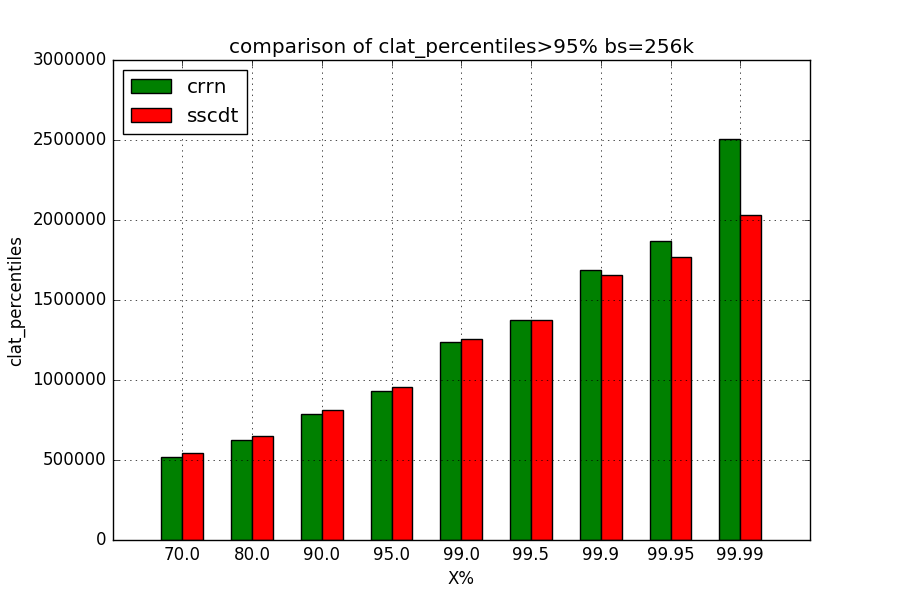 comparison of clat_percentiles>95% bs=256k
3000000
2500000
2000000
1500000
1000000
500000
0
clat_percentiles
crrn
sscdt
70.0 80.0 90.0 95.0 99.0 99.5 99.9 99.95 99.99
X%